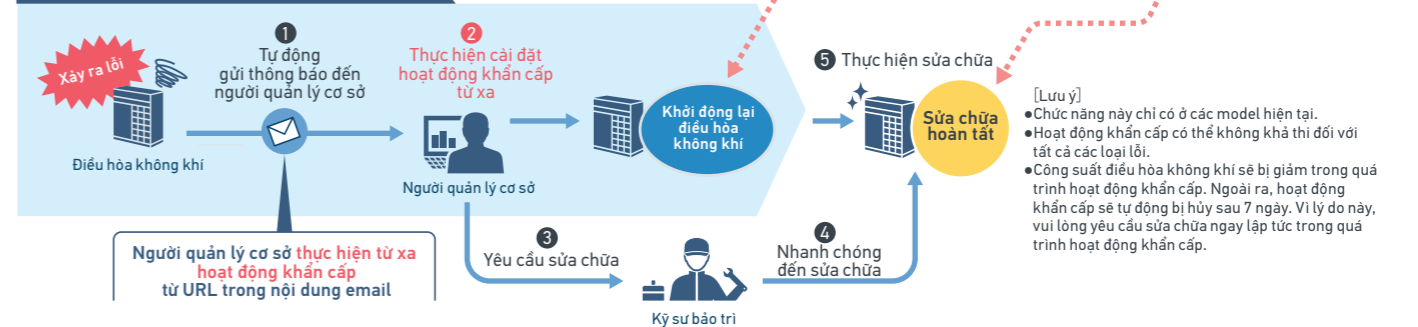 Xảy ra lỗi
Điều hòa không khí
1
Tự động
gửi thông báo đến
người quản lý cơ sở
2
Thực hiện cài đặt
hoạt động khẩn cấp
từ xa
Người quản lý cơ sở
Khởi động lại
điều hòa
không khí
5 Thực hiện sửa chữa
Sửa chữa
hoàn tất
[Lưu ý]
●Chức năng này chỉ có ở các model hiện tại.
●Hoạt động khẩn cấp có thể không khả thi đối với
tất cả các loại lỗi.
●Công suất điều hòa không khí sẽ bị giảm trong quá
trình hoạt động khẩn cấp. Ngoài ra, hoạt động
khẩn cấp sẽ tự động bị hủy sau 7 ngày. Vì lý do này,
vui lòng yêu cầu sửa chữa ngay lập tức trong quá
trình hoạt động khẩn cấp.
Người quản lý cơ sở thực hiện từ xa
hoạt động khẩn cấp
từ URL trong nội dung email
3
Yêu cầu sửa chữa
Kỹ sư bảo trì
4
Nhanh chóng
đến sửa chữa